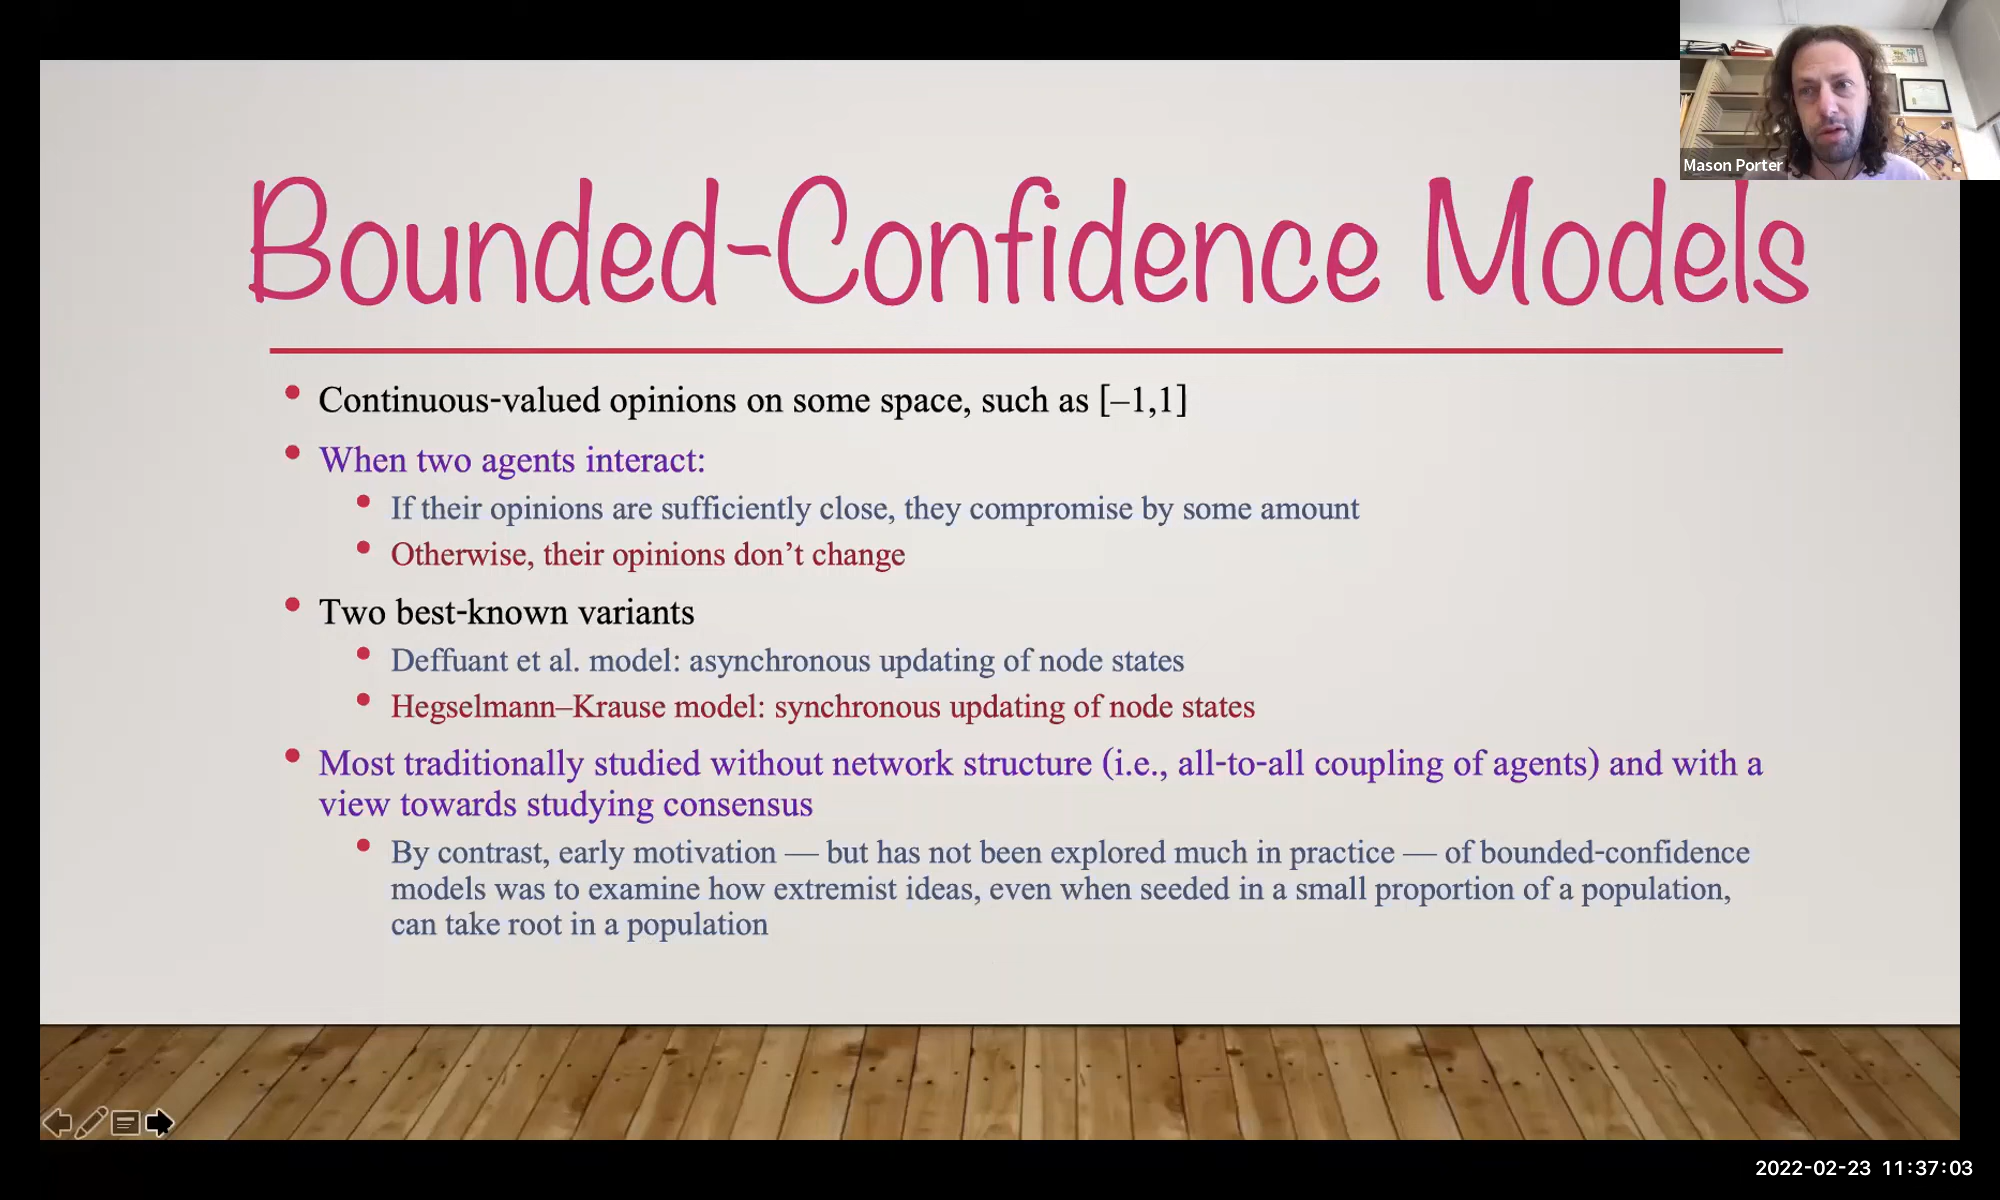 Bounded-Confidence Models
Mason Porter
• Continuous-valued opinions on some space, such as [–1,1]
• When two agents interact:
• If their opinions are sufficiently close, they compromise by some amount
• Otherwise, their opinions don’t change
• Two best-known variants
• Deffuant et al. model: asynchronous updating of node states
• Hegselmann–Krause model: synchronous updating of node states
• Most traditionally studied without network structure (i.e., all-to-all coupling of agents) and with a
view towards studying consensus
• By contrast, early motivation — but has not been explored much in practice — of bounded-confidence
models was to examine how extremist ideas, even when seeded in a small proportion of a population,
can take root in a population
2022-02-23 11:37:03